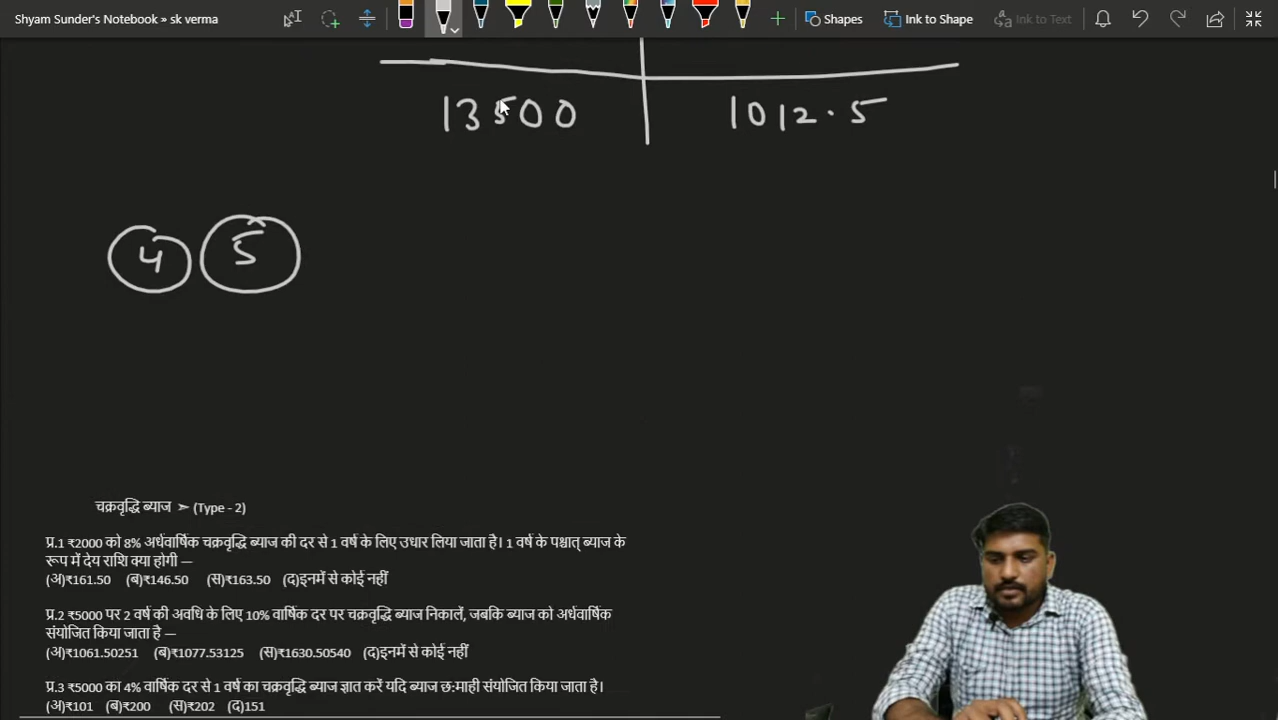 Shyam Sunder's Notebook » sk verma
Shapes Ink to Shape Ink to Text
13500 1012.5
4 5
चक्रवृद्धि ब्याज ➣ (Type - 2)
प्र.1 ₹2000 को 8% अर्धवार्षिक चक्रवृद्धि ब्याज की दर से 1 वर्ष के लिए उधार लिया जाता है। 1 वर्ष के पश्चात् ब्याज के
रूप में देय राशि क्या होगी —
(अ)₹161.50 (ब)₹146.50 (स)₹163.50 (द)इनमें से कोई नहीं
प्र.2 ₹5000 पर 2 वर्ष की अवधि के लिए 10% वार्षिक दर पर चक्रवृद्धि ब्याज निकालें, जबकि ब्याज को अर्धवार्षिक
संयोजित किया जाता है —
(अ)₹1061.50251 (ब)₹1077.53125 (स)₹1630.50540 (द)इनमें से कोई नहीं
प्र.3 ₹5000 का 4% वार्षिक दर से 1 वर्ष का चक्रवृद्धि ब्याज ज्ञात करें यदि ब्याज छ:माही संयोजित किया जाता है।
(अ)₹101 (ब)₹200 (स)₹202 (द)151